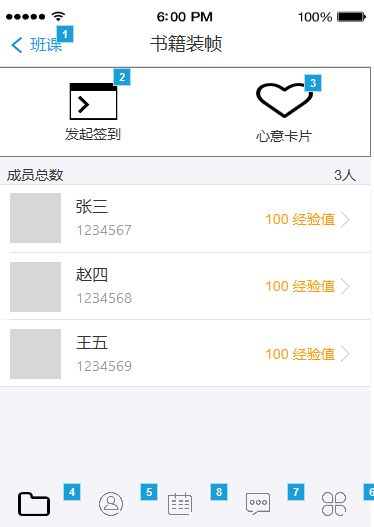 6:00 PM 100%
班课 1 书籍装帧
2 3
发起签到 心意卡片
成员总数 3人
张三
1234567
100 经验值
赵四
1234568
100 经验值
王五
1234569
100 经验值
4 5 8 7 6